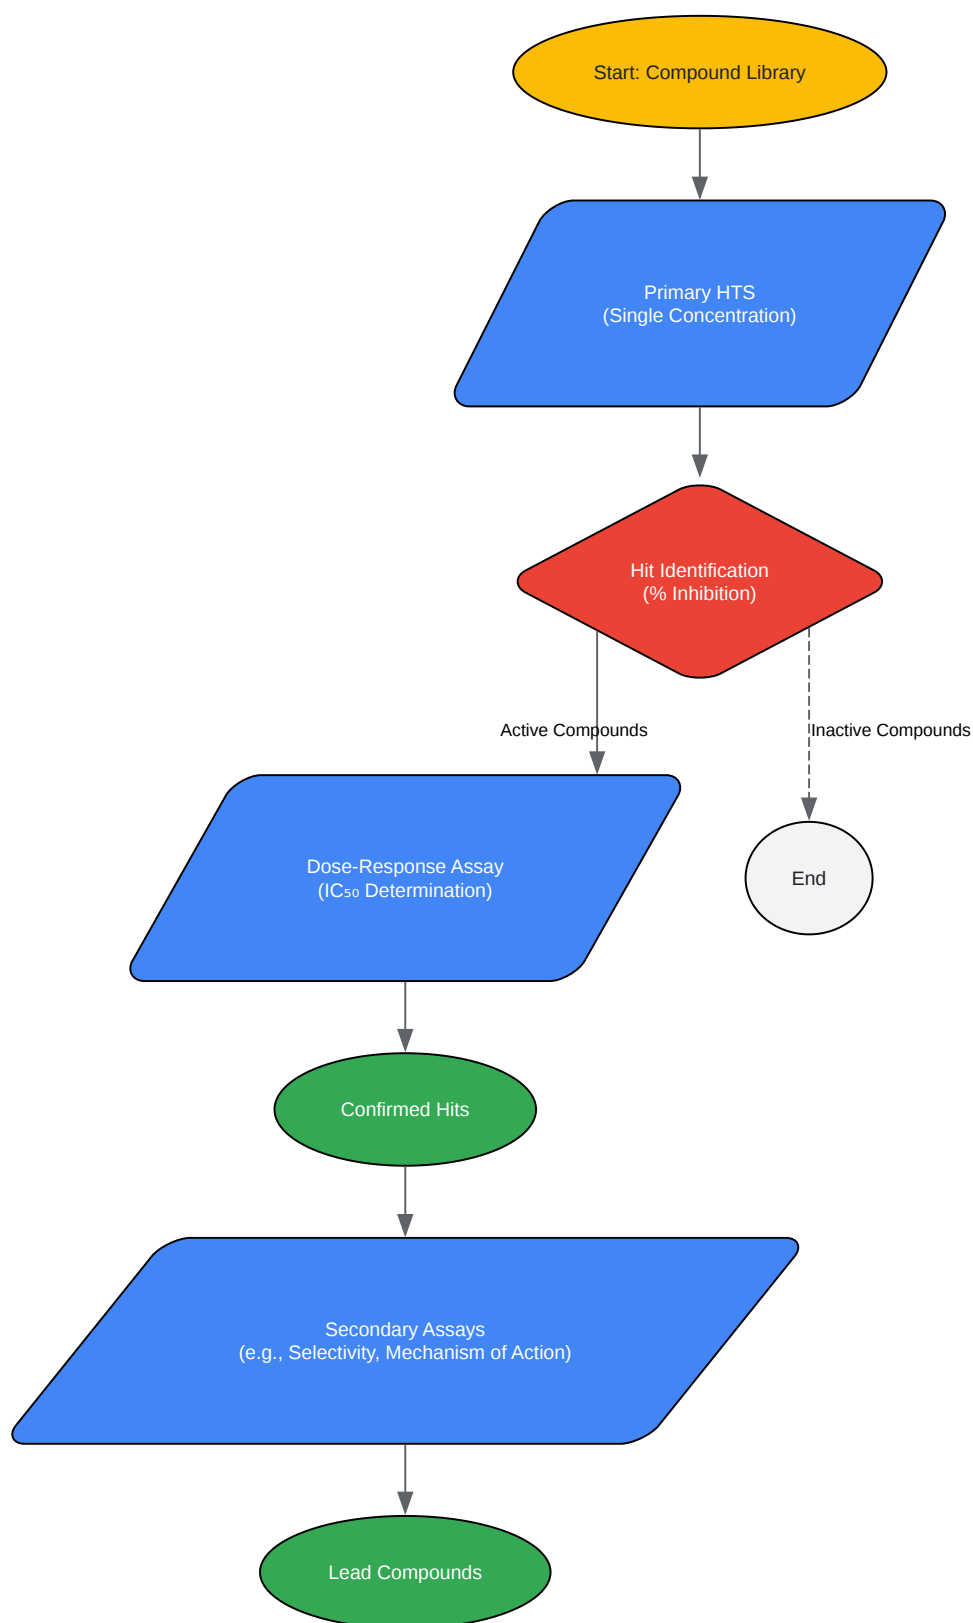 Start: Compound Library
Primary HTS
(Single Concentration)
Hit Identification
(% Inhibition)
Active Compounds
Inactive Compounds
Dose-Response Assay
(IC₅₀ Determination)
End
Confirmed Hits
Secondary Assays
(e.g., Selectivity, Mechanism of Action)
Lead Compounds